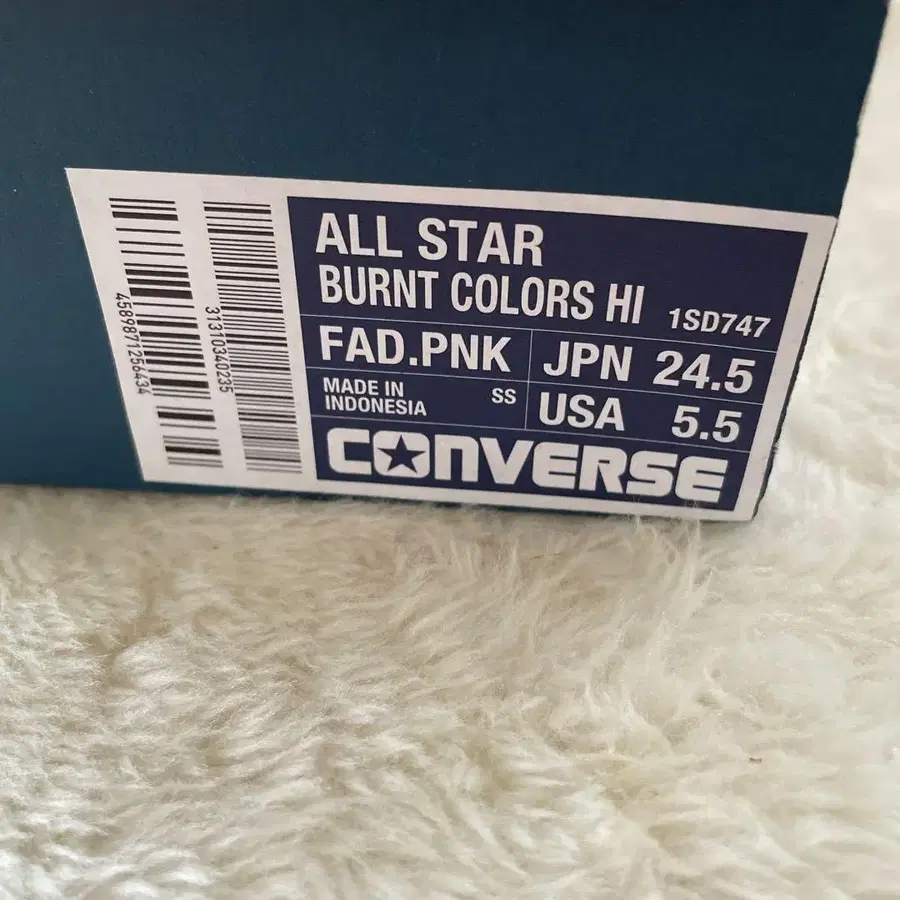 4589871256434
31310340235
ALL STAR
BURNT COLORS HI 1SD747
FAD.PNK JPN 24.5
MADE IN INDONESIA SS USA 5.5
CONVERSE